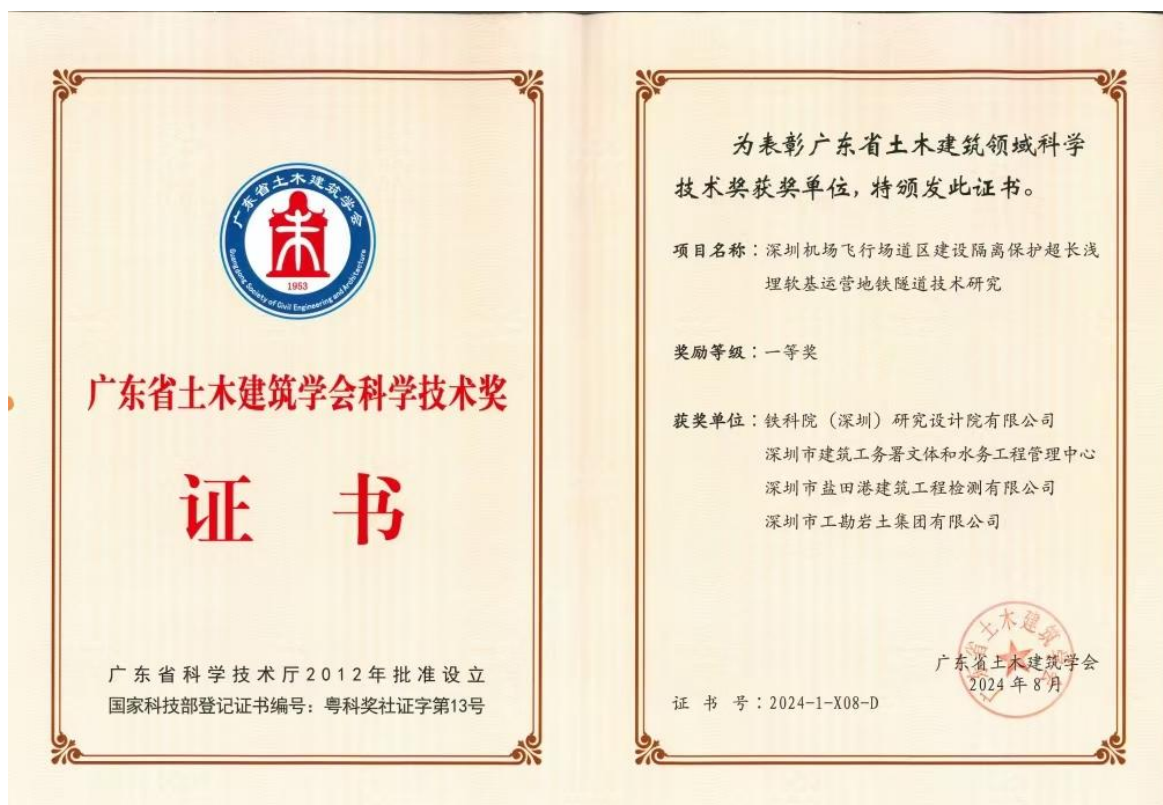 广东省土木建筑学会
1953
Guangdong Society of Civil Engineering and Architecture
广东省土木建筑学会科学技术奖
证 书
广东省科学技术厅2012年批准设立
国家科技部登记证书编号：粤科奖社证字第13号
为表彰广东省土木建筑领域科学
技术奖获奖单位，特颁发此证书。
项目名称：深圳机场飞行场道区建设隔离保护超长浅
埋软基运营地铁隧道技术研究
奖励等级：一等奖
获奖单位：铁科院（深圳）研究设计院有限公司
深圳市建筑工务署文体和水务工程管理中心
深圳市盐田港建筑工程检测有限公司
深圳市工勘岩土集团有限公司
广东省土木建筑学会
广东省土木建筑学会
2024年8月
证 书 号：2024-1-X08-D